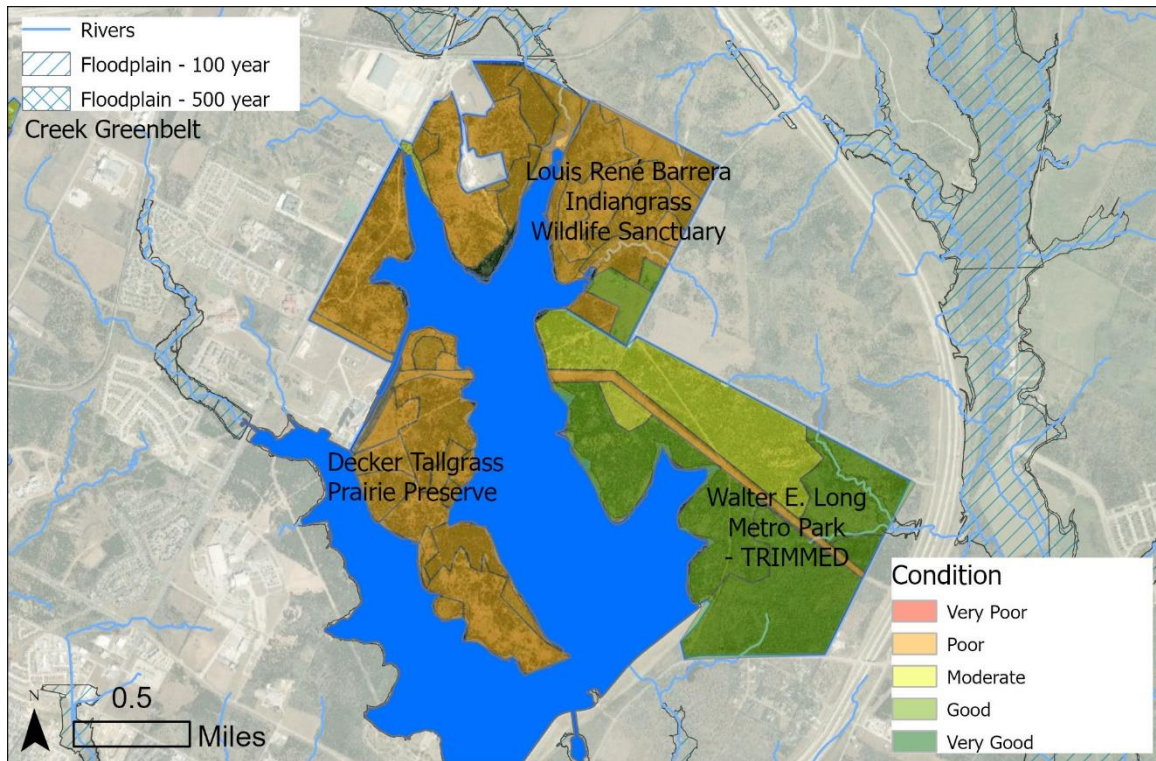 Rivers
Floodplain - 100 year
Floodplain - 500 year
Creek Greenbelt
Louis René Barrera
Indiangrass
Wildlife Sanctuary
Decker Tallgrass
Prairie Preserve
Walter E. Long
Metro Park
- TRIMMED
Condition
Very Poor
Poor
Moderate
Good
Very Good
N
0.5
Miles